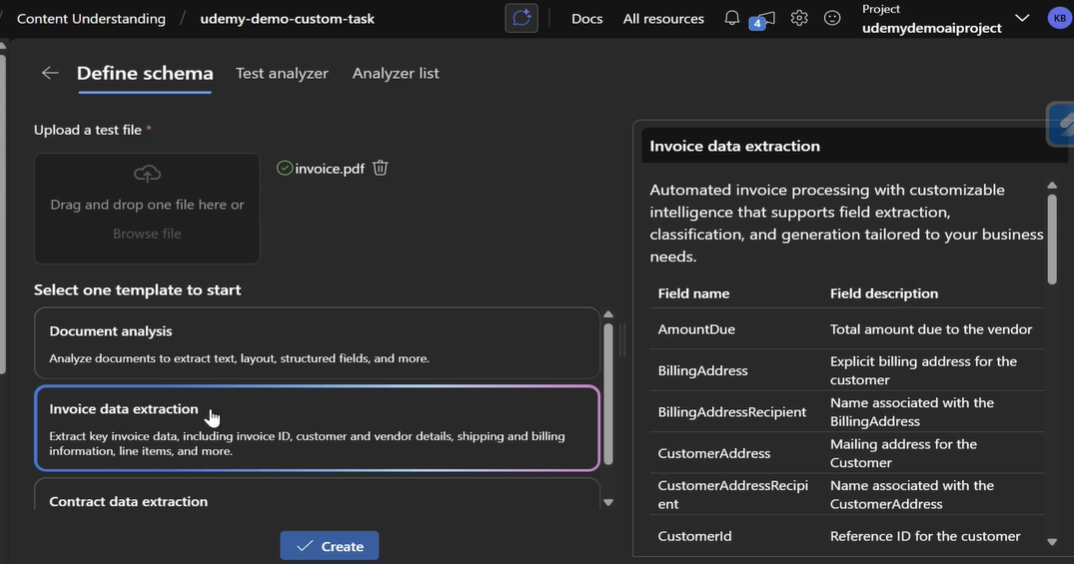 Content Understanding / udemy-demo-custom-task
Docs
All resources
4
Project
udemydemoaiproject
KB
Define schema
Test analyzer
Analyzer list
Upload a test file *
Drag and drop one file here or
Browse file
invoice.pdf
Select one template to start
Document analysis
Analyze documents to extract text, layout, structured fields, and more.
Invoice data extraction
Extract key invoice data, including invoice ID, customer and vendor details, shipping and billing
information, line items, and more.
Contract data extraction
Create
Invoice data extraction
Automated invoice processing with customizable
intelligence that supports field extraction,
classification, and generation tailored to your business
needs.
Field name
Field description
AmountDue
Total amount due to the vendor
BillingAddress
Explicit billing address for the
customer
BillingAddressRecipient
Name associated with the
BillingAddress
CustomerAddress
Mailing address for the
Customer
CustomerAddressRecipi
ent
Name associated with the
CustomerAddress
CustomerId
Reference ID for the customer